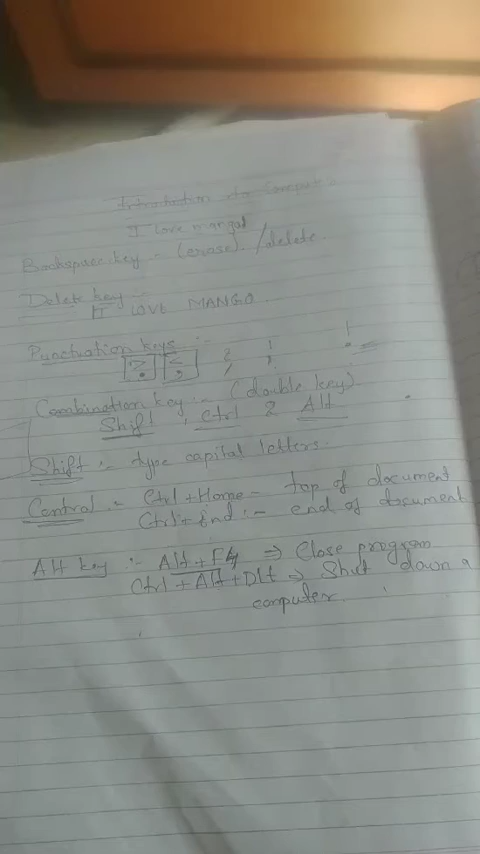 Introduction to Computer :
I love mango
Backspace key :- (erase) / delete
Delete key :-
I LOVE MANGO.
Punctuation keys :-
> . < , ? / ! !
Combination key :- (double key)
Shift , Ctrl & Alt
Shift :- type capital letters.
Control :- Ctrl + Home - top of document
Ctrl + End :- end of document
Alt key :- Alt + F4 ⇒ Close program
Ctrl + Alt + Dlt ⇒ Shut down a
computer.